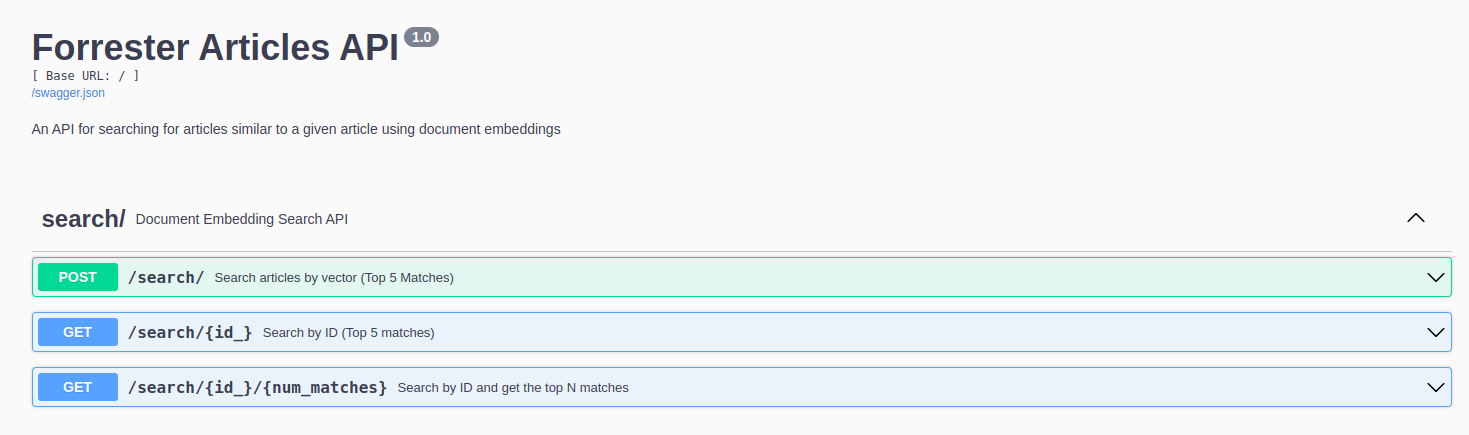 Forrester Articles API 1.0
[ Base URL: / ]
/swagger.json
An API for searching for articles similar to a given article using document embeddings
search/ Document Embedding Search API
POST /search/ Search articles by vector (Top 5 Matches)
GET /search/{id_} Search by ID (Top 5 matches)
GET /search/{id_}/{num_matches} Search by ID and get the top N matches